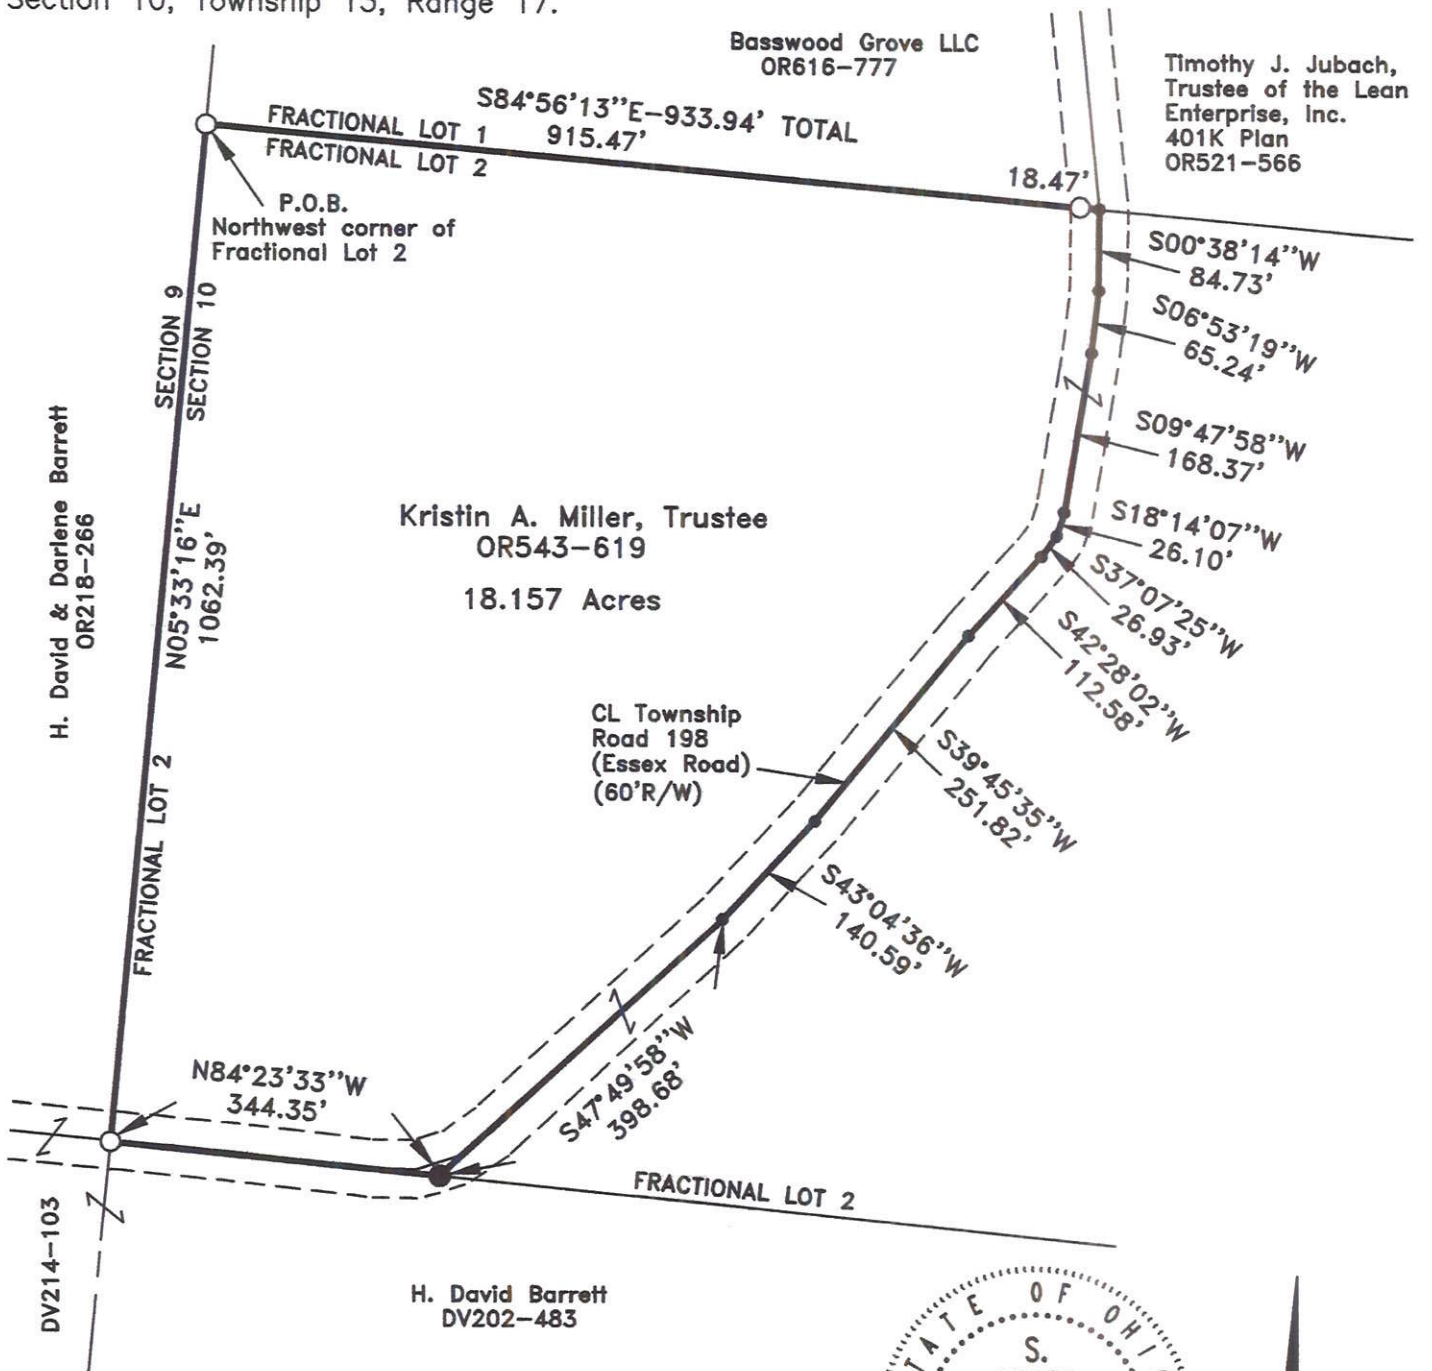 Section 10, Township 15, Range 17.
Basswood Grove LLC
OR616-777
Timothy J. Jubach,
Trustee of the Lean
Enterprise, Inc.
401K Plan
OR521-566
S84°56'13"E-933.94' TOTAL
915.47'
FRACTIONAL LOT 1
FRACTIONAL LOT 2
18.47'
P.O.B.
Northwest corner of
Fractional Lot 2
S00°38'14"W
84.73'
S06°53'19"W
65.24'
SECTION 9
SECTION 10
S09°47'58"W
168.37'
H. David & Darlene Barrett
OR218-266
N05°33'16"E
1062.39'
Kristin A. Miller, Trustee
OR543-619
18.157 Acres
S18°14'07"W
26.10'
S37°07'25"W
26.93'
S42°28'02"W
112.58'
CL Township
Road 198
(Essex Road)
(60'R/W)
S39°45'35"W
251.82'
FRACTIONAL LOT 2
S43°04'36"W
140.59'
S47°49'58"W
398.68'
N84°23'33"W
344.35'
FRACTIONAL LOT 2
DV214-103
H. David Barrett
DV202-483
STATE OF OHI
S.